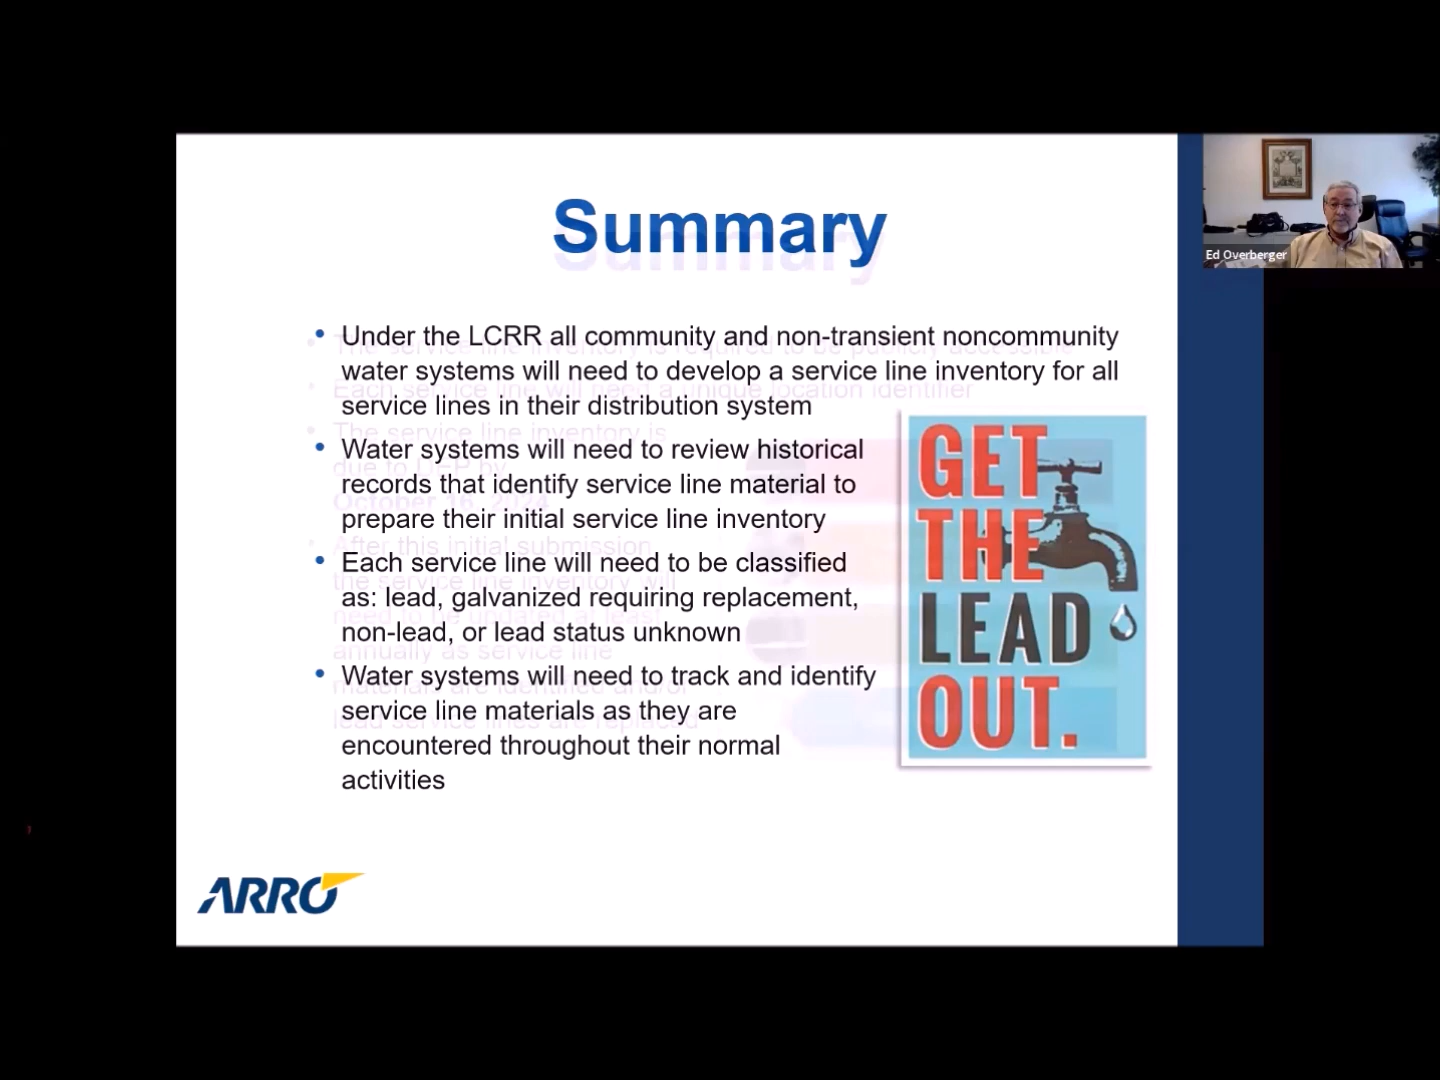 Summary
• Under the LCRR all community and non-transient noncommunity
water systems will need to develop a service line inventory for all
service lines in their distribution system
• Water systems will need to review historical
records that identify service line material to
prepare their initial service line inventory
• Each service line will need to be classified
as: lead, galvanized requiring replacement,
non-lead, or lead status unknown
• Water systems will need to track and identify
service line materials as they are
encountered throughout their normal
activities
GET
THE
LEAD
OUT.
ARRO
Ed Overberger